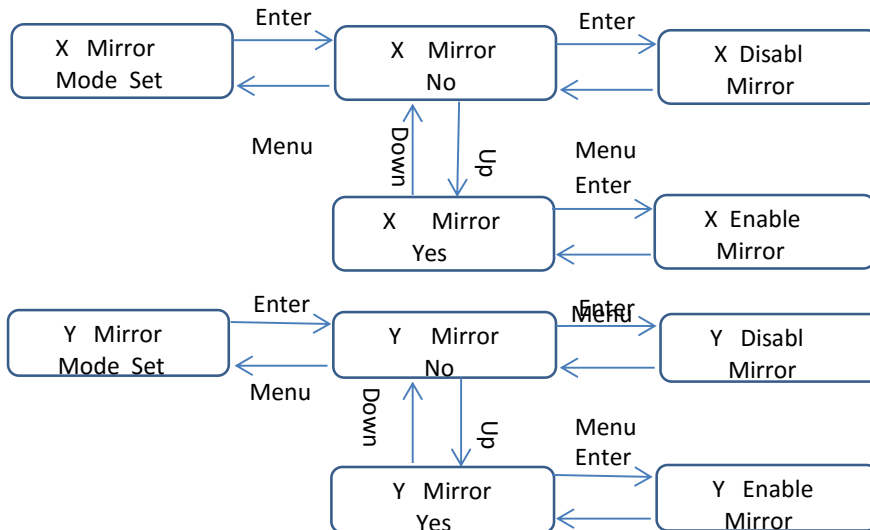 Enter
Enter
X Mirror
Mode Set
X Mirror
No
X Disabl
Mirror
Menu
Down
Up
Menu
Enter
X Mirror
Yes
X Enable
Mirror
Enter
Enter
Menu
Y Mirror
Mode Set
Y Mirror
No
Y Disabl
Mirror
Menu
Down
Up
Menu
Enter
Y Mirror
Yes
Y Enable
Mirror